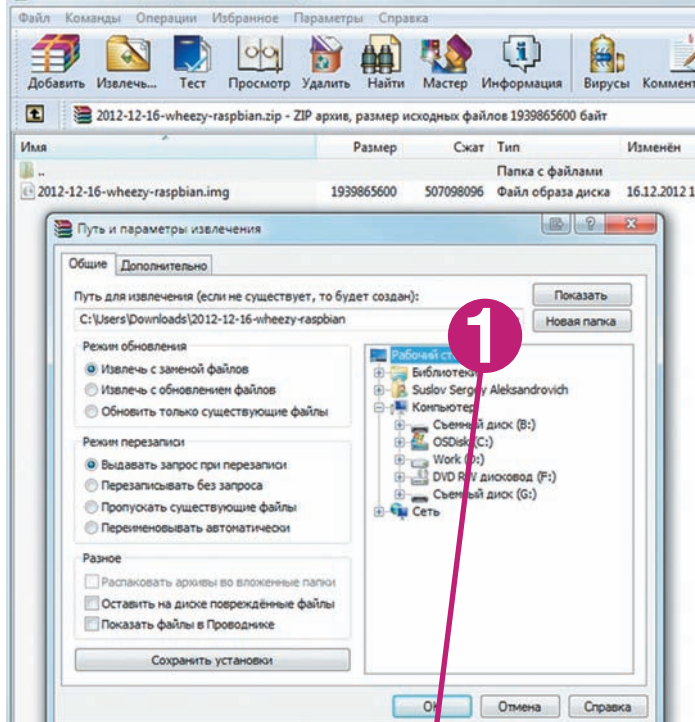 Файл Команды Операции Избранное Параметры Справка
Добавить Извлечь... Тест Просмотр Удалить Найти Мастер Информация Вирусы Коммент
2012-12-16-wheezy-raspbian.zip - ZIP архив, размер исходных файлов 1939865600 байт
Имя Размер Сжат Тип Изменён
.. Папка с файлами
2012-12-16-wheezy-raspbian.img 1939865600 507098096 Файл образа диска 16.12.2012 1
Путь и параметры извлечения
Общие Дополнительно
Путь для извлечения (если не существует, то будет создан): Показать
C:\Users\Downloads\2012-12-16-wheezy-raspbian Новая папка
1
Режим обновления
Извлечь с заменой файлов
Извлечь с обновлением файлов
Обновить только существующие файлы
Режим перезаписи
Выдавать запрос при перезаписи
Перезаписывать без запроса
Пропускать существующие файлы
Переименовывать автоматически
Разное
Распаковать архивы во вложенные папки
Оставить на диске повреждённые файлы
Показать файлы в Проводнике
Сохранить установки
Рабочий
Библиотеки
Suslov Sergey Aleksandrovich
Компьютер
Съемный диск (B:)
OSDisk (C:)
Work (D:)
DVD RW дисковод (F:)
Съемный диск (G:)
Сеть
OK Отмена Справка